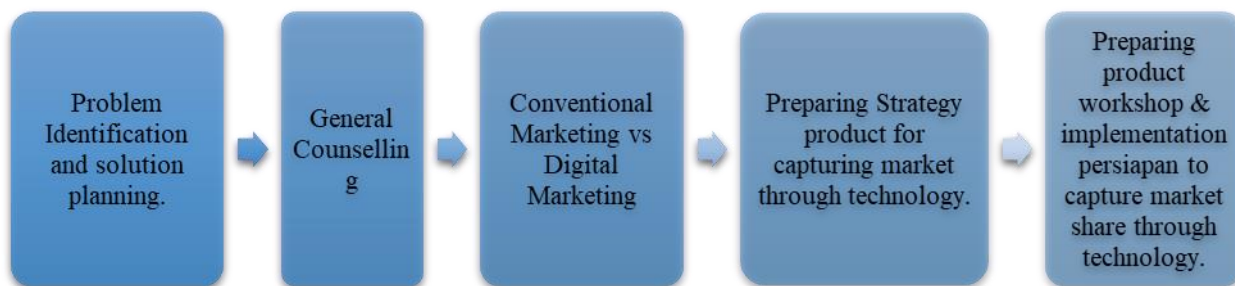 Problem
Identification
and solution
planning.
General
Counsellin
g
Conventional
Marketing vs
Digital
Marketing
Preparing Strategy
product for
capturing market
through technology.
Preparing
product
workshop &
implementation
persiapan to
capture market
share through
technology.